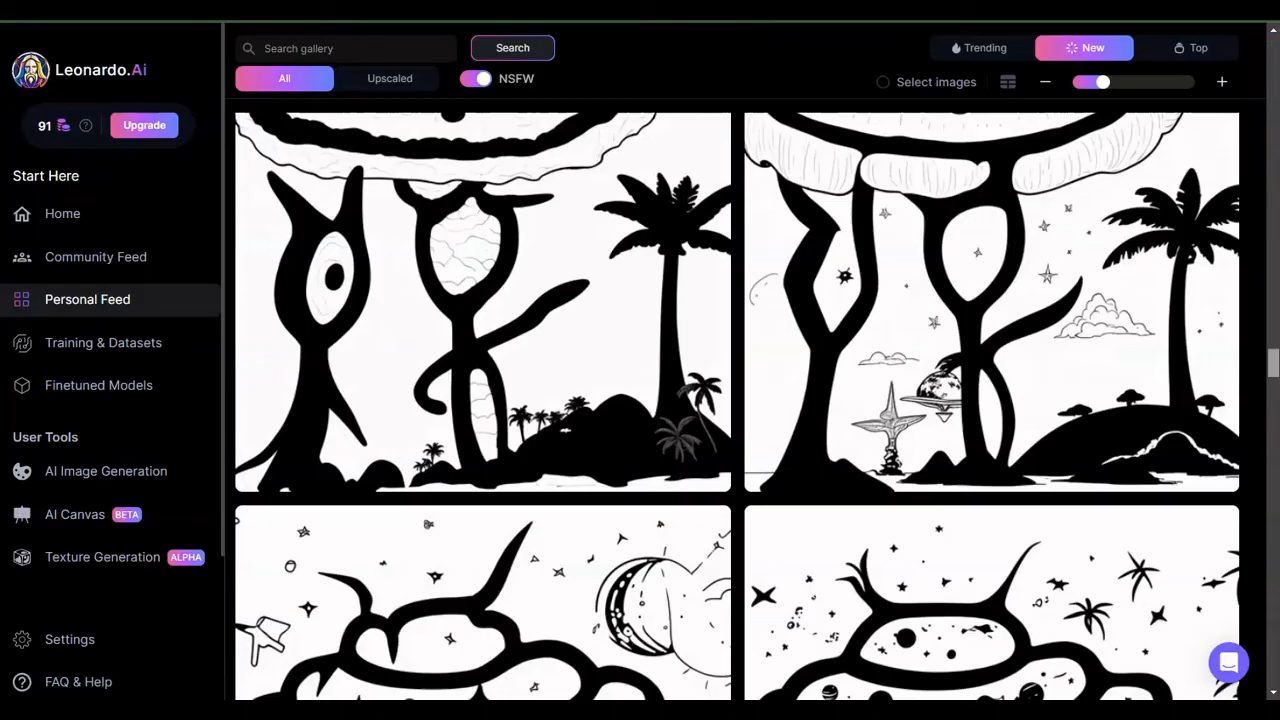 Leonardo.Ai
91
Upgrade
Start Here
Home
Community Feed
Personal Feed
Training & Datasets
Finetuned Models
User Tools
AI Image Generation
AI Canvas BETA
Texture Generation ALPHA
Settings
FAQ & Help
Search gallery
Search
Trending
New
Top
All
Upscaled
NSFW
Select images